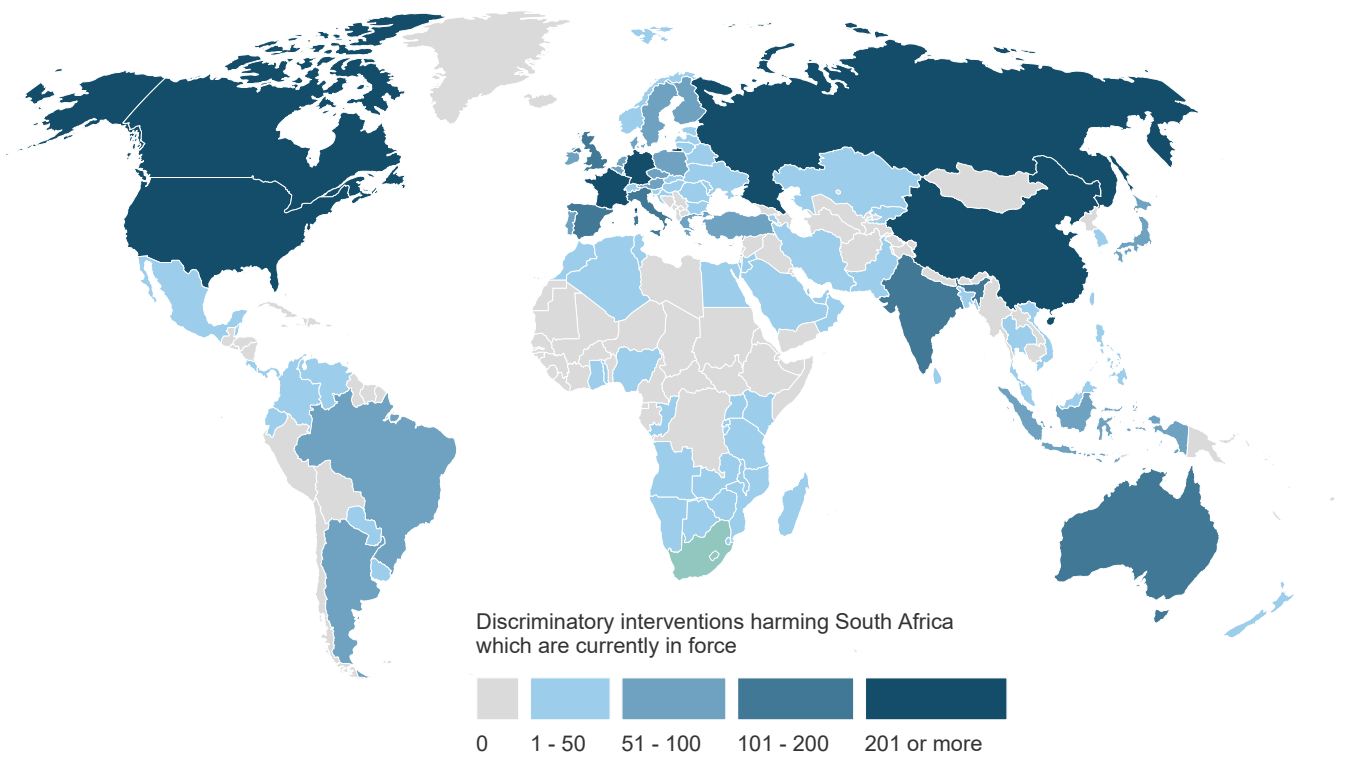 Discriminatory interventions harming South Africa
which are currently in force
0 1 - 50 51 - 100 101 - 200 201 or more